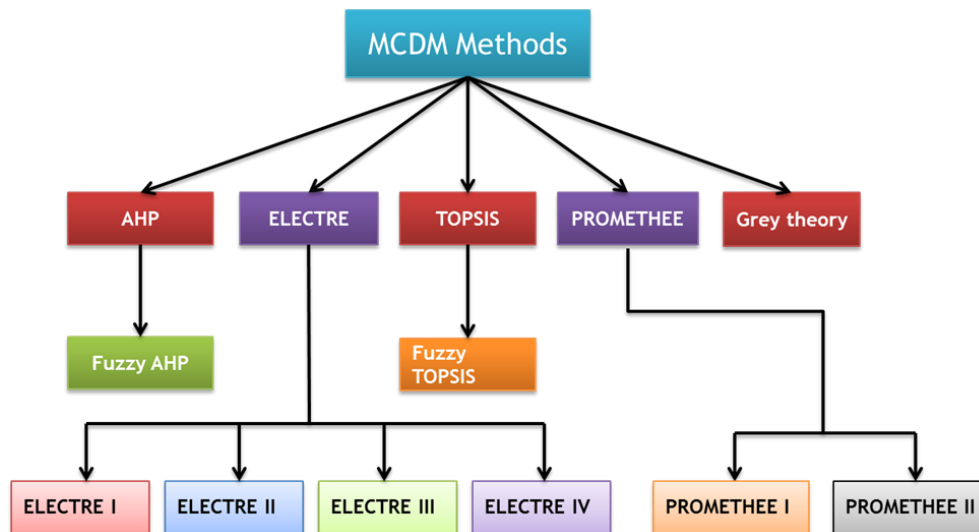 MCDM Methods
AHP
ELECTRE
TOPSIS
PROMETHEE
Grey theory
Fuzzy AHP
Fuzzy
TOPSIS
ELECTRE I
ELECTRE II
ELECTRE III
ELECTRE IV
PROMETHEE I
PROMETHEE II